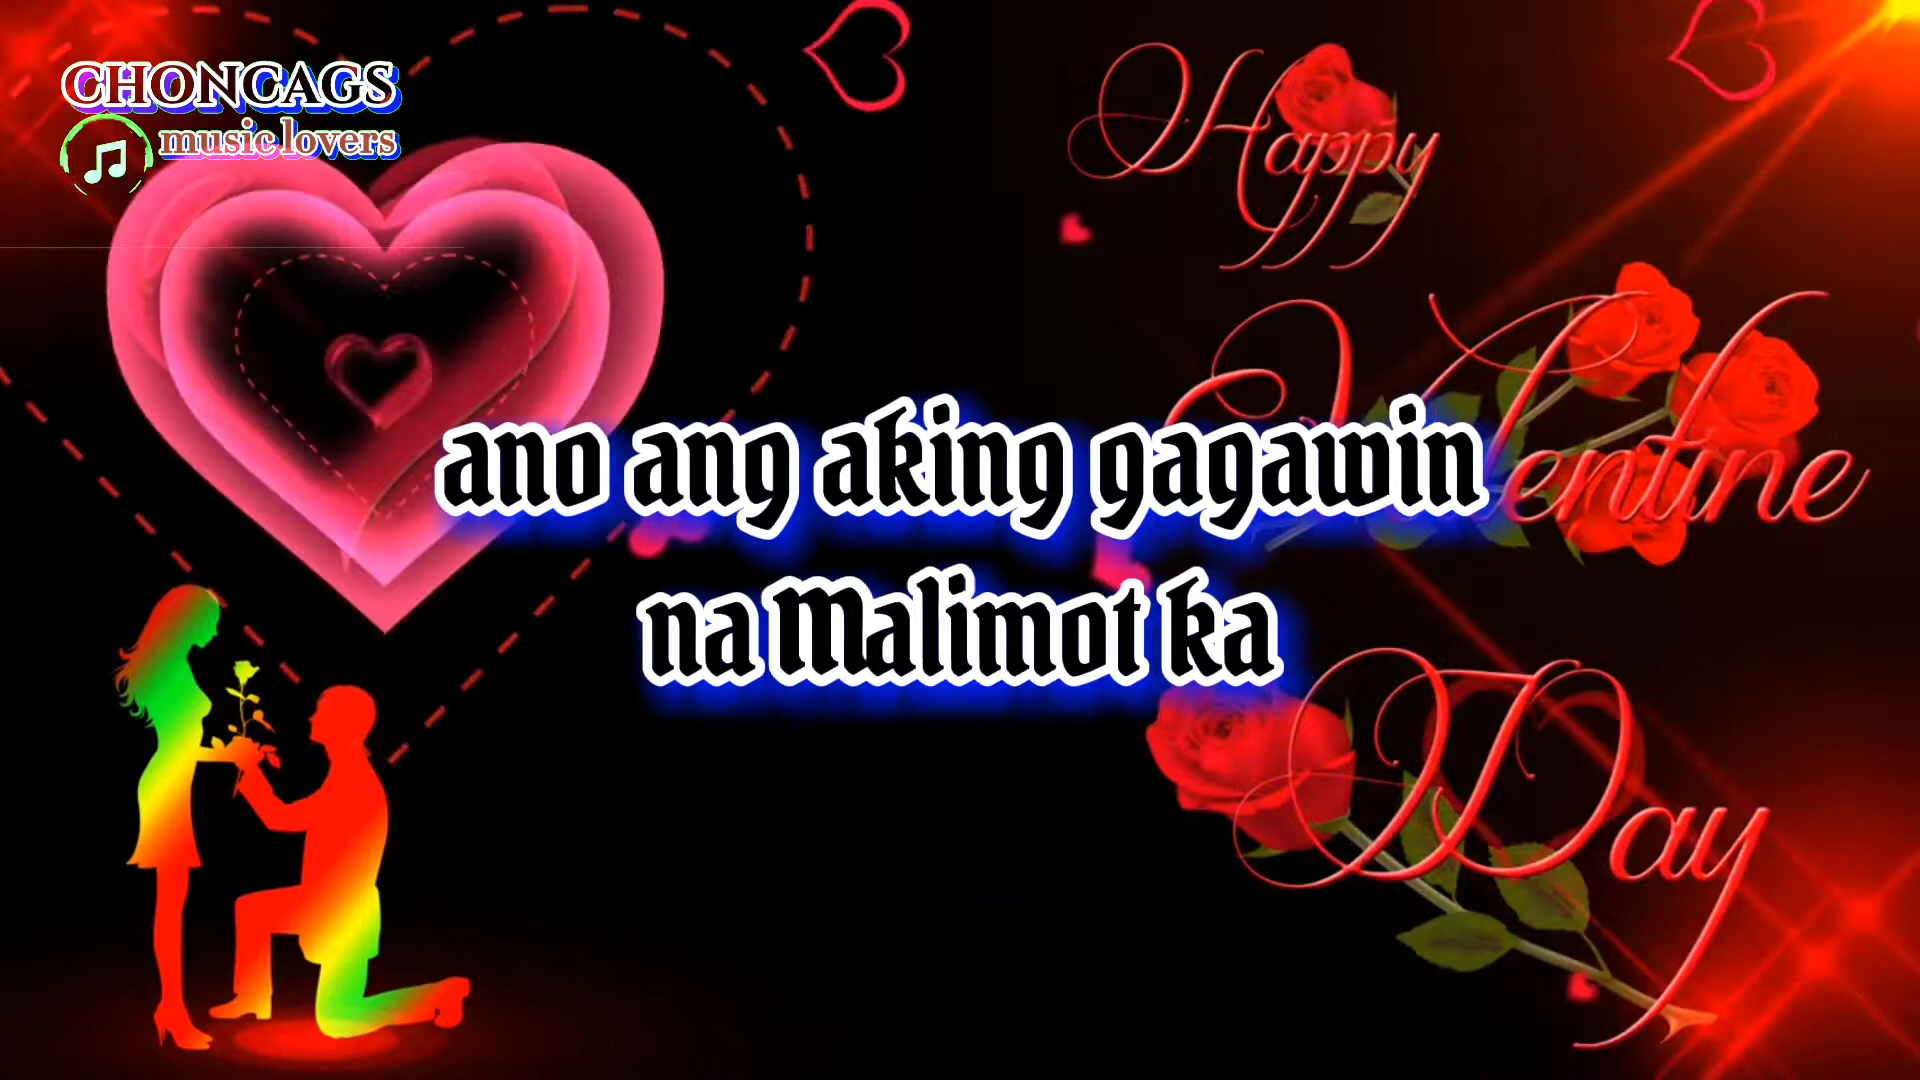 CHONCAGS
music lovers
Happy
Valentine
Day
ano ang aking gagawin
na Malimot ka